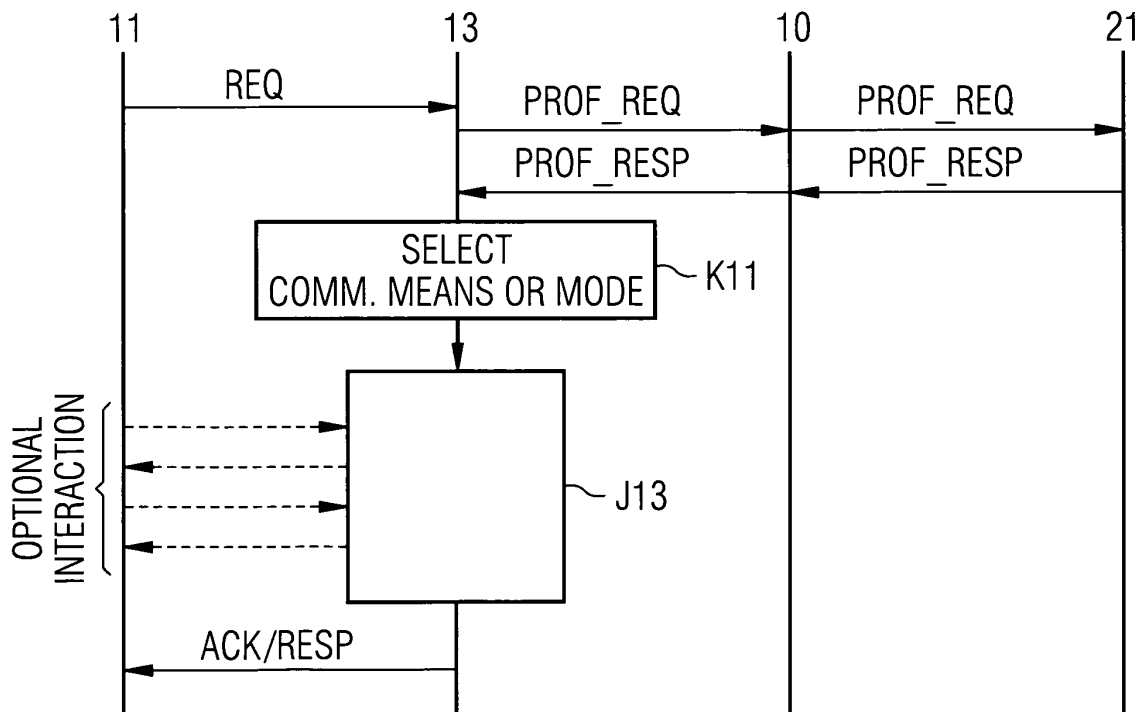 11
13
10
21
REQ
PROF_REQ
PROF_REQ
PROF_RESP
PROF_RESP
SELECT
COMM. MEANS OR MODE
K11
OPTIONAL
INTERACTION
J13
ACK/RESP